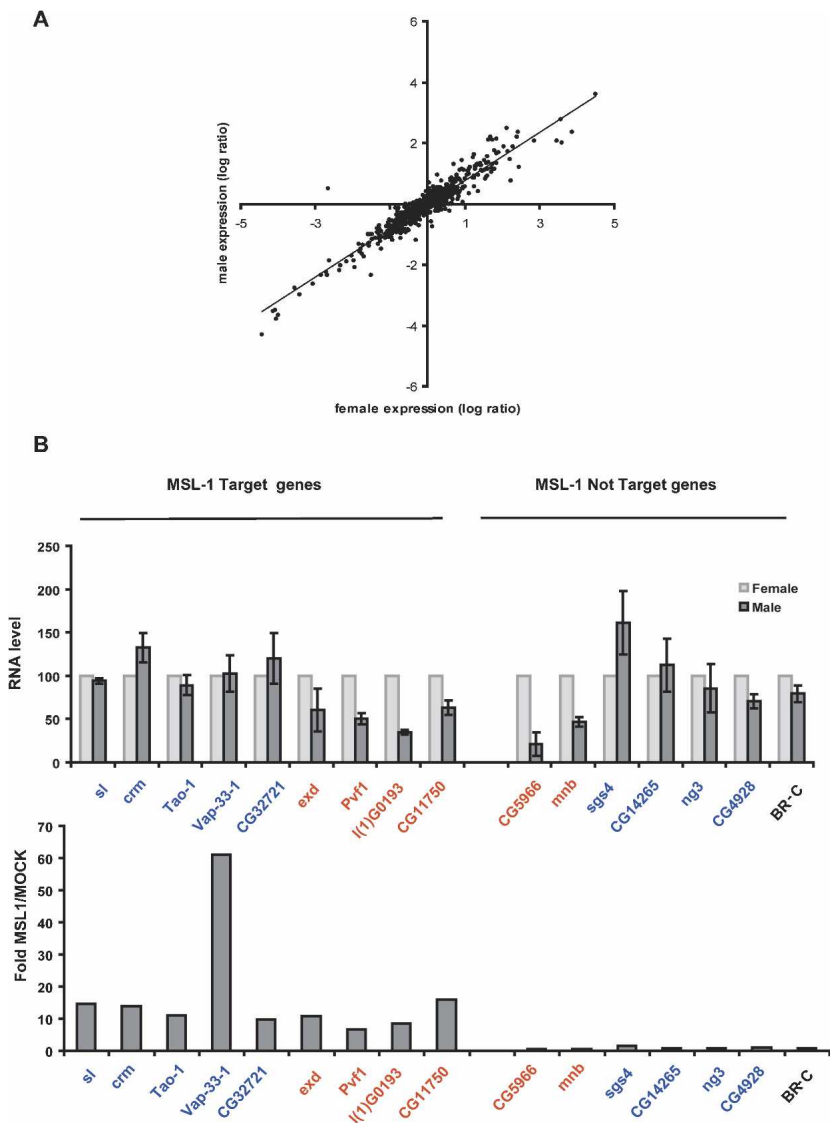 A
6
4
2
-2
-4
-6
-5
-3
1
3
5
male expression (log ratio)
female expression (log ratio)
B
MSL-1 Target genes
MSL-1 Not Target genes
250
200
150
100
50
0
RNA level
Female
Male
sl
crm
Tao-1
Vap-33-1
CG32721
exd
Pvf1
l(1)G0193
CG11750
CG5966
mnb
sgs4
CG14265
ng3
CG4928
BR-C
70
60
50
40
30
20
10
0
Fold MSL1/MOCK
sl
crm
Tao-1
Vap-33-1
CG32721
exd
Pvf1
l(1)G0193
CG11750
CG5966
mnb
sgs4
CG14265
ng3
CG4928
BR-C